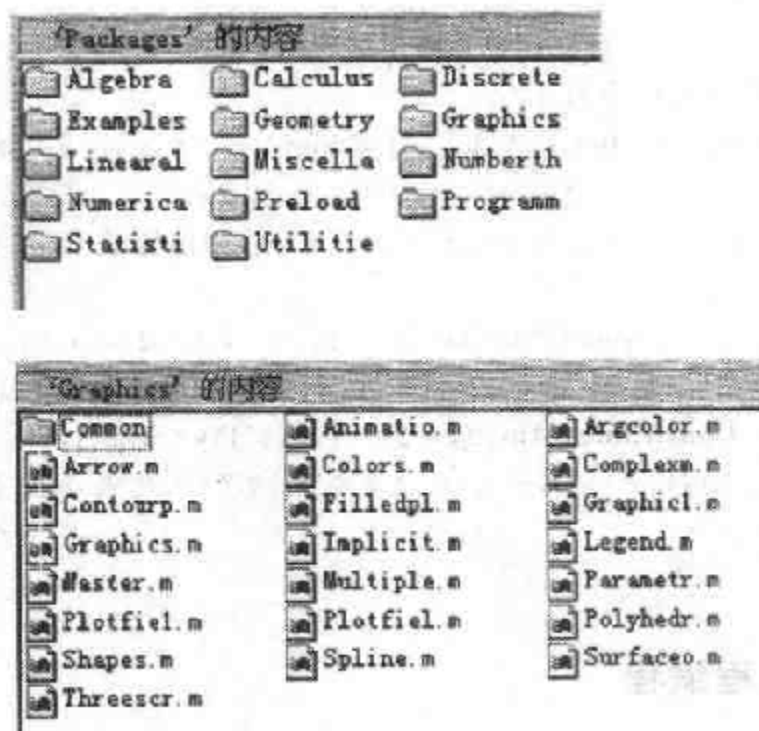 'Packages' 的内容
Algebra Calculus Discrete
Examples Geometry Graphics
Linearal Miscella Numberth
Numerica Preload Programm
Statisti Utilitie
'Graphics' 的内容
Common Animatio.m Argcolor.m
Arrow.m Colors.m Complexm.m
Contourp.m Filledpl.m Graphic1.m
Graphics.m Implicit.m Legend.m
Master.m Multiple.m Parametr.m
Plotfie1.m Plotfiel.m Polyhedr.m
Shapes.m Spline.m Surfaceo.m
Threescr.m